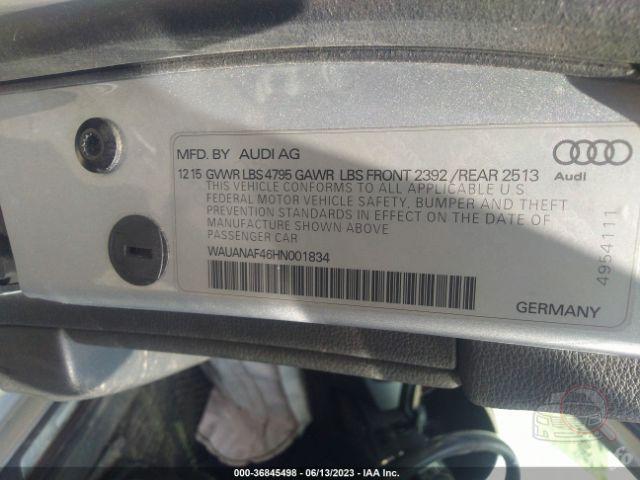 MFD. BY AUDI AG
12 15 GVWR LBS 4795 GAWR LBS FRONT 2392 /REAR 2513
THIS VEHICLE CONFORMS TO ALL APPLICABLE U S
FEDERAL MOTOR VEHICLE SAFETY, BUMPER AND THEFT
PREVENTION STANDARDS IN EFFECT ON THE DATE OF
MANUFACTURE SHOWN ABOVE
PASSENGER CAR
WAUANAF46HN001834
Audi
4954111
GERMANY
000-36845498 - 06/13/2023 - IAA Inc.